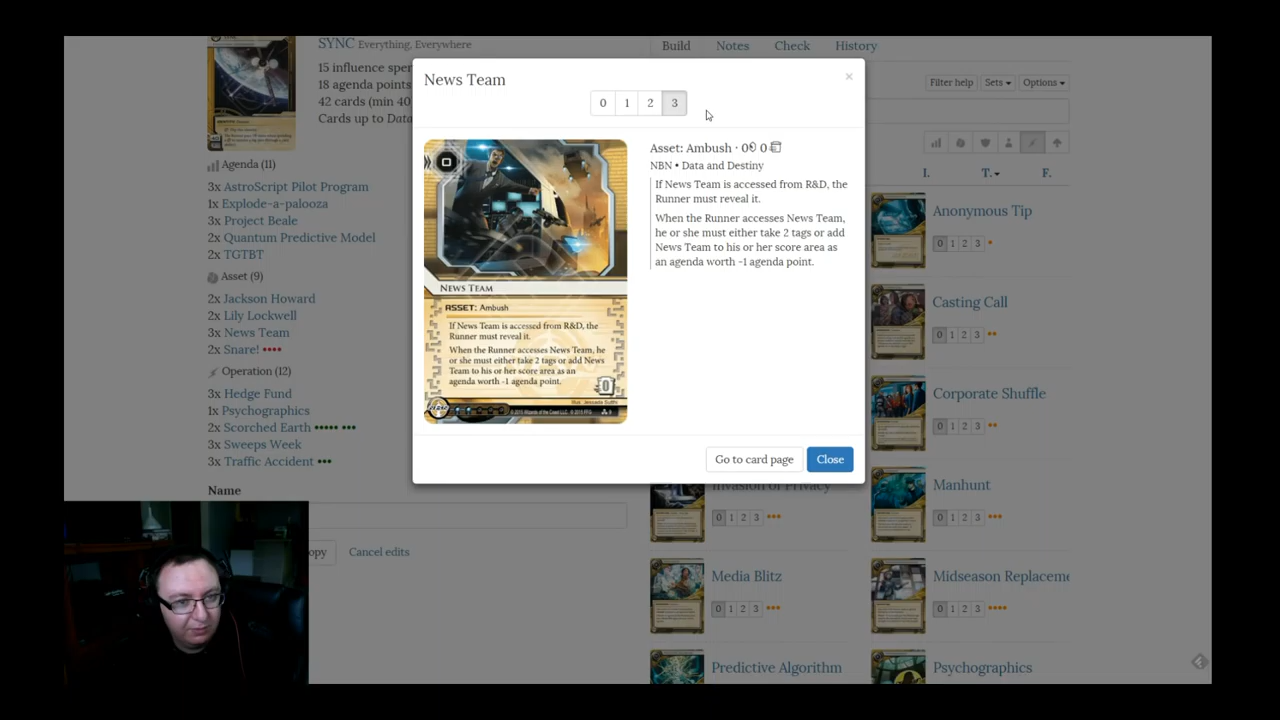 SYNC Everything, Everywhere
15 influence spe
18 agenda points
42 cards (min 40
Cards up to Data
Agenda (11)
3x AstroScript Pilot Program
1x Explode-a-palooza
3x Project Beale
2x Quantum Predictive Model
2x TGTBT
Asset (9)
2x Jackson Howard
2x Lily Lockwell
3x News Team
2x Snare! ••••
Operation (12)
3x Hedge Fund
1x Psychographics
2x Scorched Earth ••••• •••
3x Sweeps Week
3x Traffic Accident •••
Name
opy
Cancel edits
News Team
×
0 1 2 3
NEWS TEAM
ASSET: Ambush
If News Team is accessed from R&D, the
Runner must reveal it.
When the Runner accesses News Team, he
or she must either take 2 tags or add News
Team to his or her score area as an
agenda worth -1 agenda point.
0
Asset: Ambush · 0 0
NBN • Data and Destiny
If News Team is accessed from R&D, the
Runner must reveal it.
When the Runner accesses News Team,
he or she must either take 2 tags or add
News Team to his or her score area as
an agenda worth -1 agenda point.
Go to card page
Close
Build Notes Check History
Filter help Sets Options
I. T. F.
Anonymous Tip
0 1 2 3 •
Casting Call
0 1 2 3 ••
Corporate Shuffle
0 1 2 3 ••
Invasion of Privacy
0 1 2 3 •••
Manhunt
0 1 2 3 •••
Media Blitz
0 1 2 3 •••
Midseason Replaceme
0 1 2 3 ••••
Predictive Algorithm
Psychographics